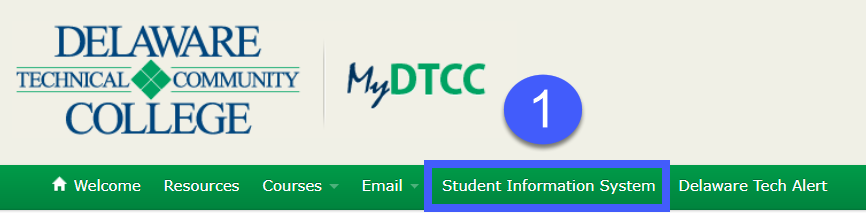 DELAWARE
TECHNICAL COMMUNITY
COLLEGE
MyDTCC
1
Welcome Resources Courses Email Student Information System Delaware Tech Alert